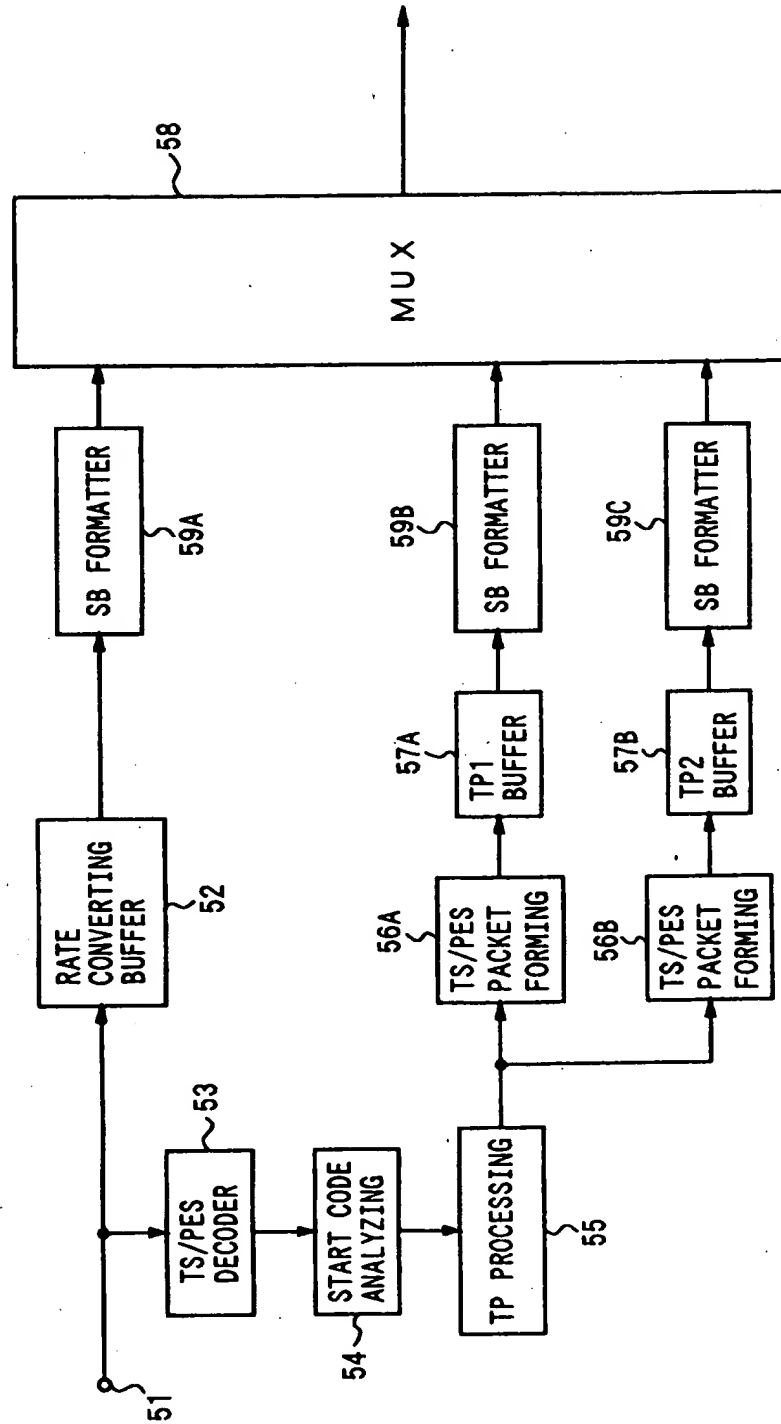 51
RATE
CONVERTING
BUFFER
52
SB FORMATTER
59A
MUX
58
TS/PES
DECODER
53
START CODE
ANALYZING
54
TP PROCESSING
55
56A
TS/PES
PACKET
FORMING
57A
TP1
BUFFER
59B
SB FORMATTER
56B
TS/PES
PACKET
FORMING
57B
TP2
BUFFER
59C
SB FORMATTER